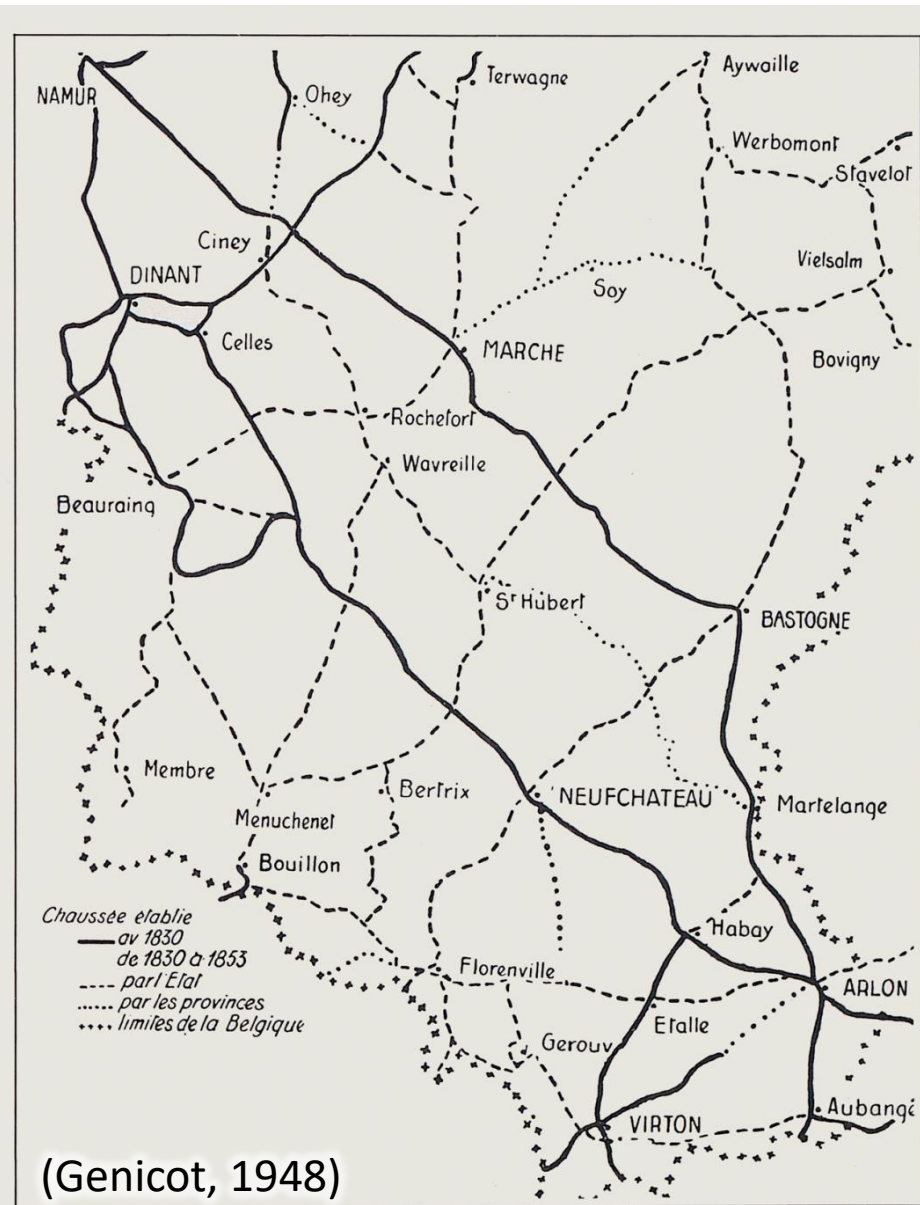 NAMUR
Ohey
Terwagne
Aywaille
Werbomont
Stavelot
Ciney
Vielsalm
DINANT
Soy
Celles
MARCHE
Bovigny
Rochefort
Wavreille
Beauraing
St Hubert
BASTOGNE
Membre
Bertrix
NEUFCHATEAU
Martelange
Menuchenet
Bouillon
Chaussée établie
av 1830
de 1830 à 1853
par l'Etat
par les provinces
limites de la Belgique
Habay
Florenville
ARLON
Etalle
Gerouv
Aubange
VIRTON
(Genicot, 1948)